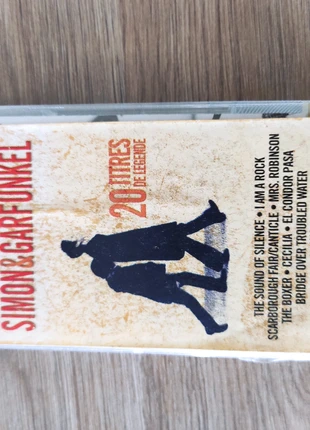 SIMON & GARFUNKEL
20 TITRES
DE LEGENDE
THE SOUND OF SILENCE • I AM A ROCK
SCARBOROUGH FAIR/CANTICLE • MRS. ROBINSON
THE BOXER • CECILIA • EL CONDOR PASA
BRIDGE OVER TROUBLED WATER